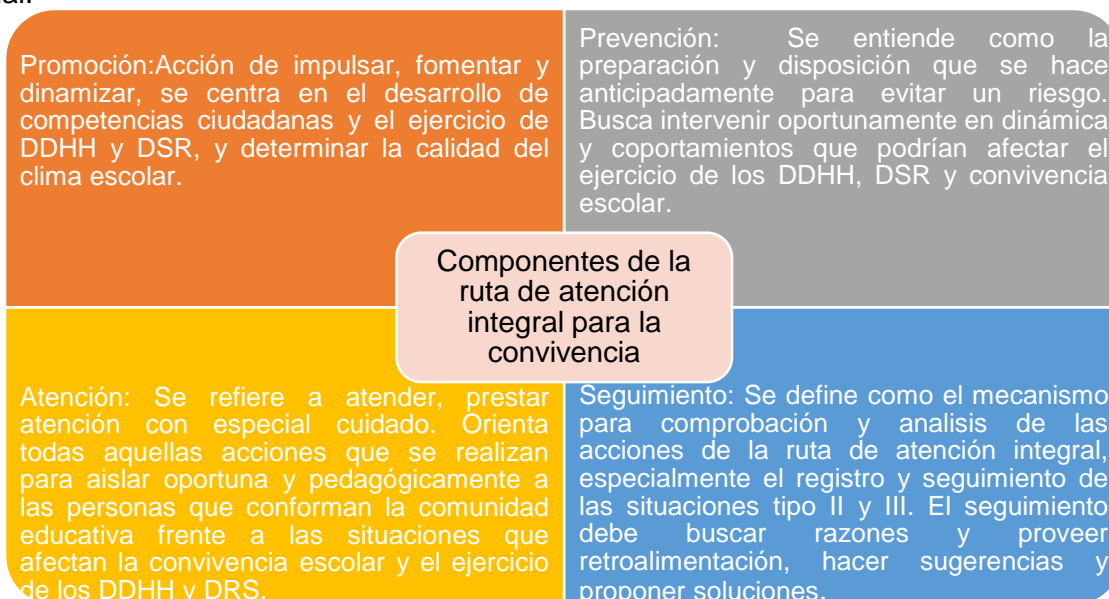 Promoción:Acción de impulsar, fomentar y
dinamizar, se centra en el desarrollo de
competencias ciudadanas y el ejercicio de
DDHH y DSR, y determinar la calidad del
clima escolar.
Prevención: Se entiende como la
preparación y disposición que se hace
anticipadamente para evitar un riesgo.
Busca intervenir oportunamente en dinámica
y coportamientos que podrían afectar el
ejercicio de los DDHH, DSR y convivencia
escolar.
Componentes de la
ruta de atención
integral para la
convivencia
Atención: Se refiere a atender, prestar
atención con especial cuidado. Orienta
todas aquellas acciones que se realizan
para aislar oportuna y pedagógicamente a
las personas que conforman la comunidad
educativa frente a las situaciones que
afectan la convivencia escolar y el ejercicio
de los DDHH y DRS.
Seguimiento: Se define como el mecanismo
para comprobación y analisis de las
acciones de la ruta de atención integral,
especialmente el registro y seguimiento de
las situaciones tipo II y III. El seguimiento
debe buscar razones y proveer
retroalimentación, hacer sugerencias y
proponer soluciones.